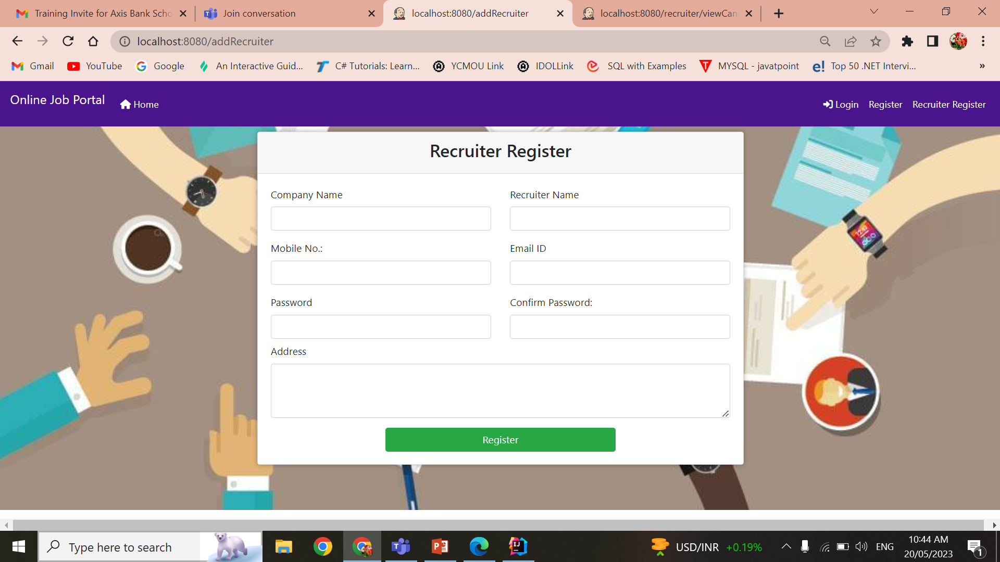 Training Invite for Axis Bank Scho
Join conversation
localhost:8080/addRecruiter
localhost:8080/recruiter/viewCan
localhost:8080/addRecruiter
Gmail
YouTube
Google
An Interactive Guid...
C# Tutorials: Learn...
YCMOU Link
IDOLLink
SQL with Examples
MYSQL - javatpoint
Top 50 .NET Intervi...
»
Online Job Portal
Home
Login
Register
Recruiter Register
Recruiter Register
Company Name
Recruiter Name
Mobile No.:
Email ID
Password
Confirm Password:
Address
Register
Type here to search
USD/INR +0.19%
ENG
10:44 AM
20/05/2023
1